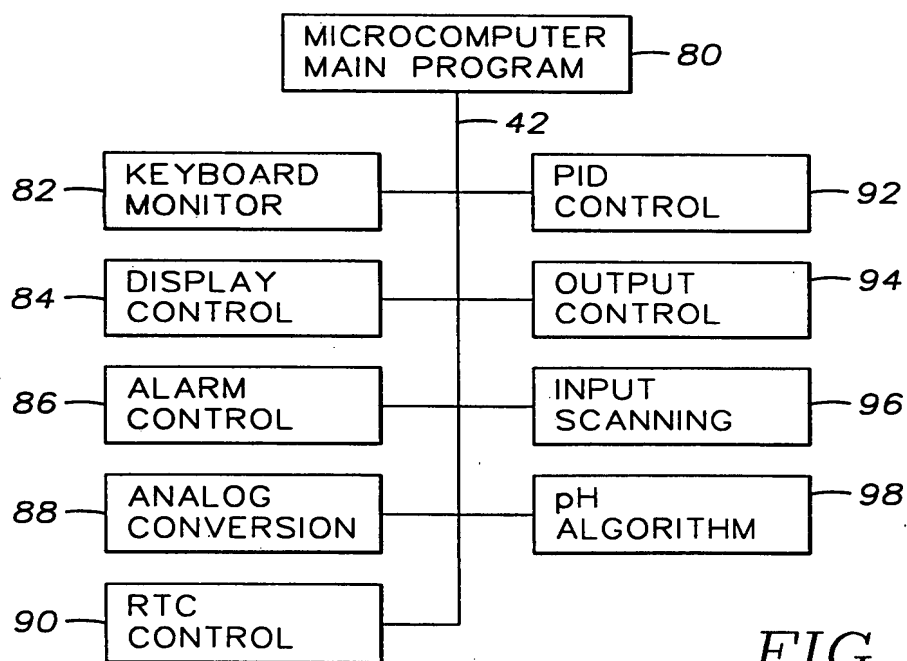 MICROCOMPUTER
MAIN PROGRAM
80
42
82
KEYBOARD
MONITOR
PID
CONTROL
92
84
DISPLAY
CONTROL
OUTPUT
CONTROL
94
86
ALARM
CONTROL
INPUT
SCANNING
96
88
ANALOG
CONVERSION
pH
ALGORITHM
98
90
RTC
CONTROL
FIG